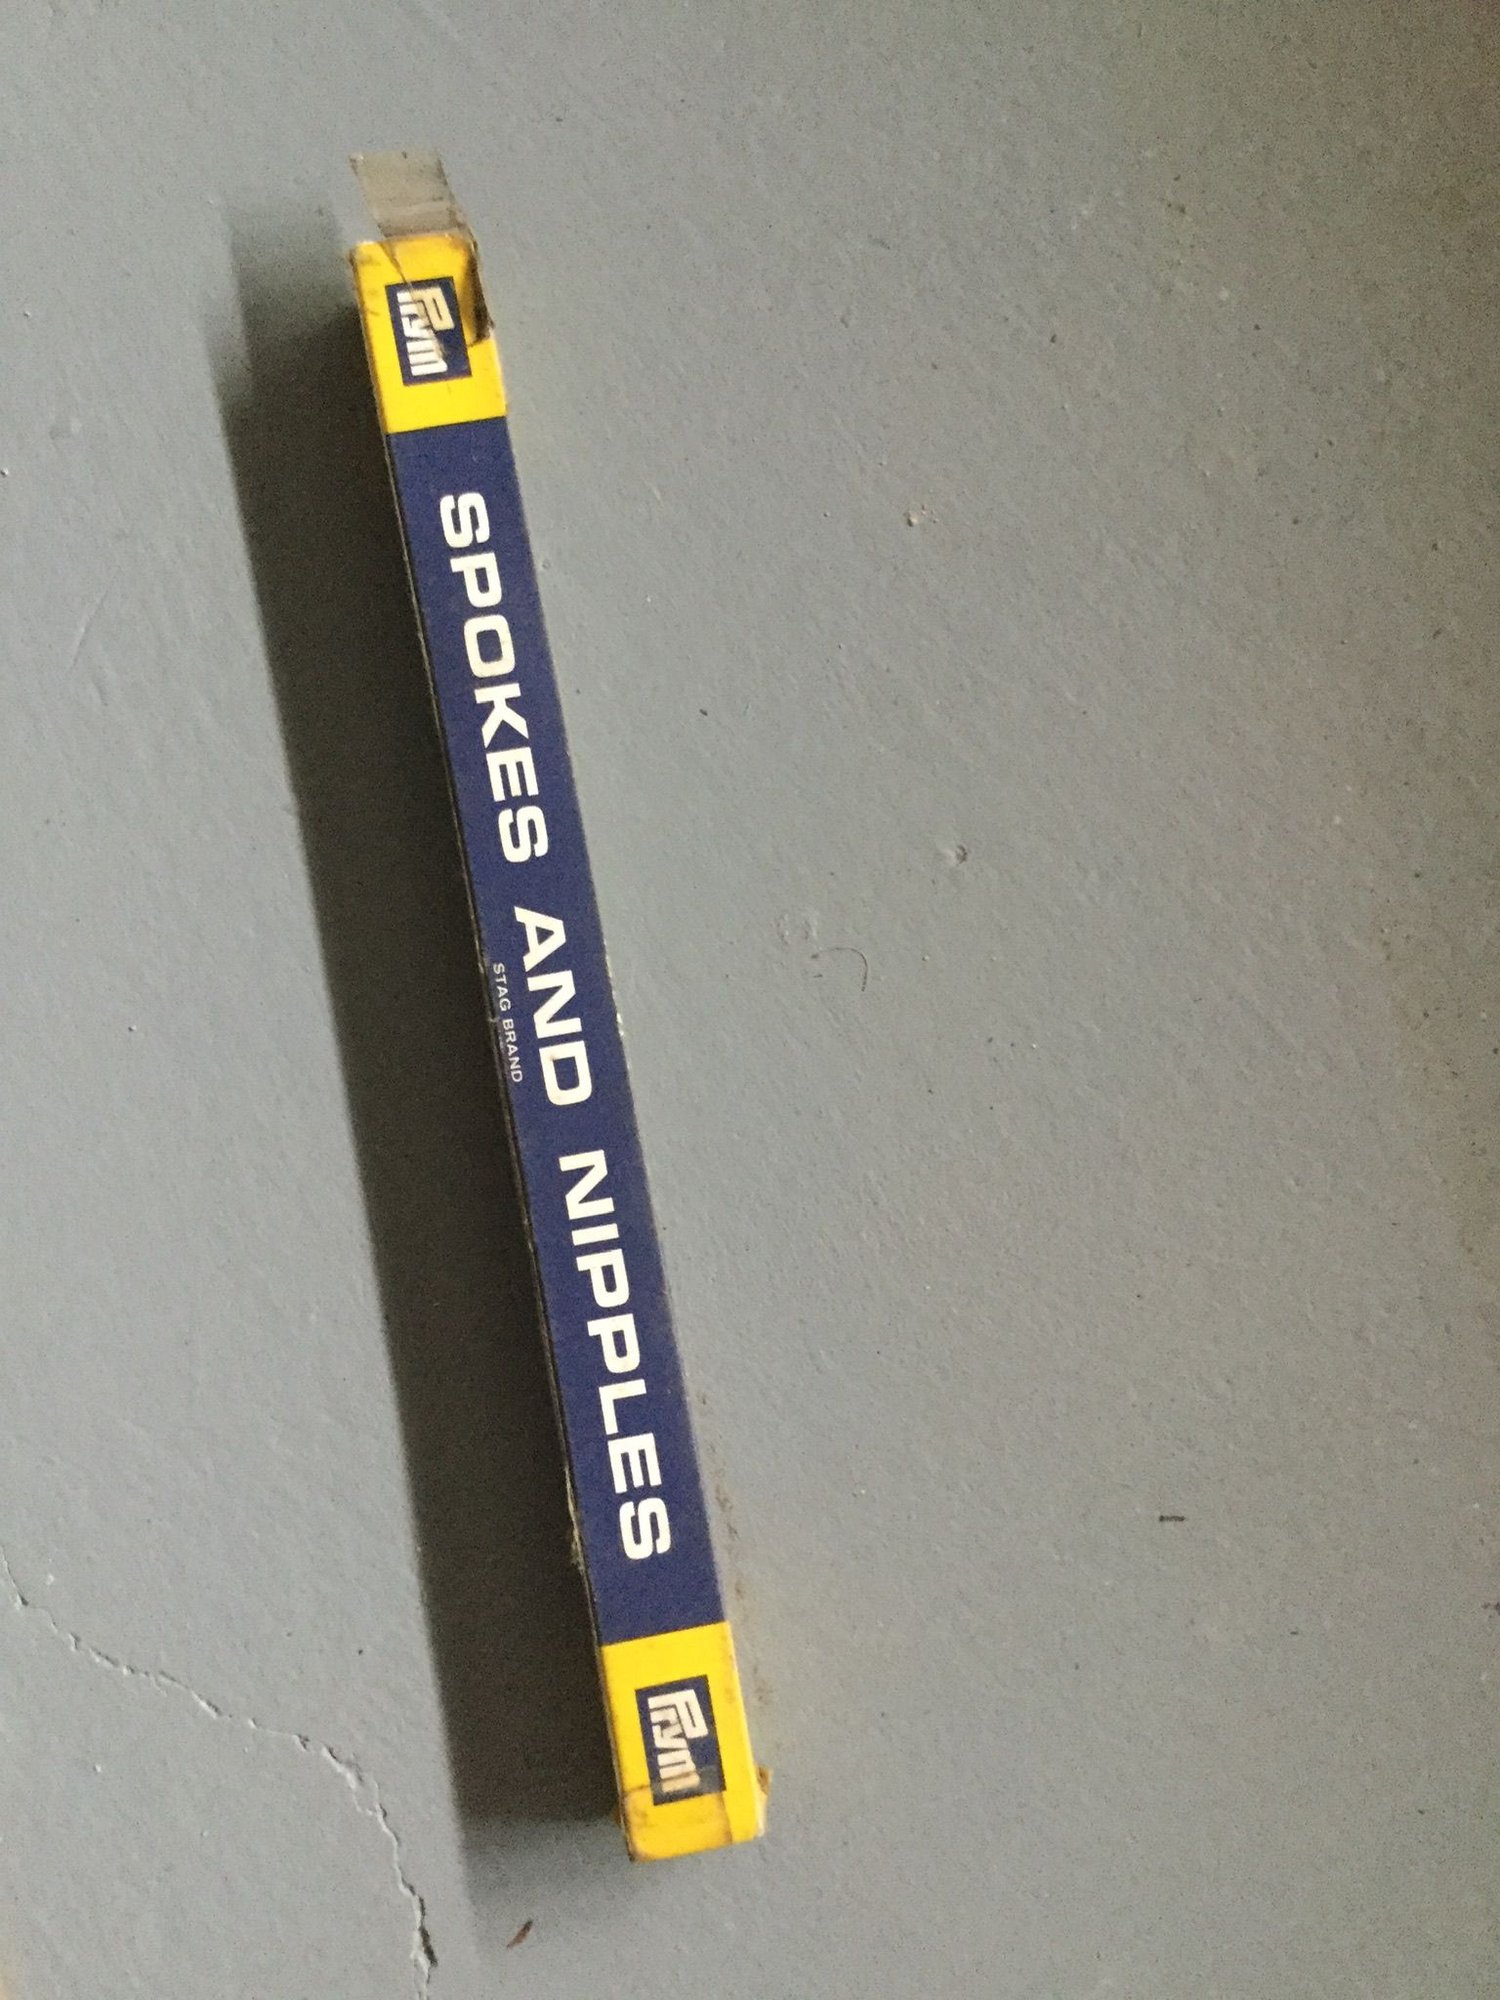 Prym
SPOKES AND NIPPLES
STAG BRAND
Prym